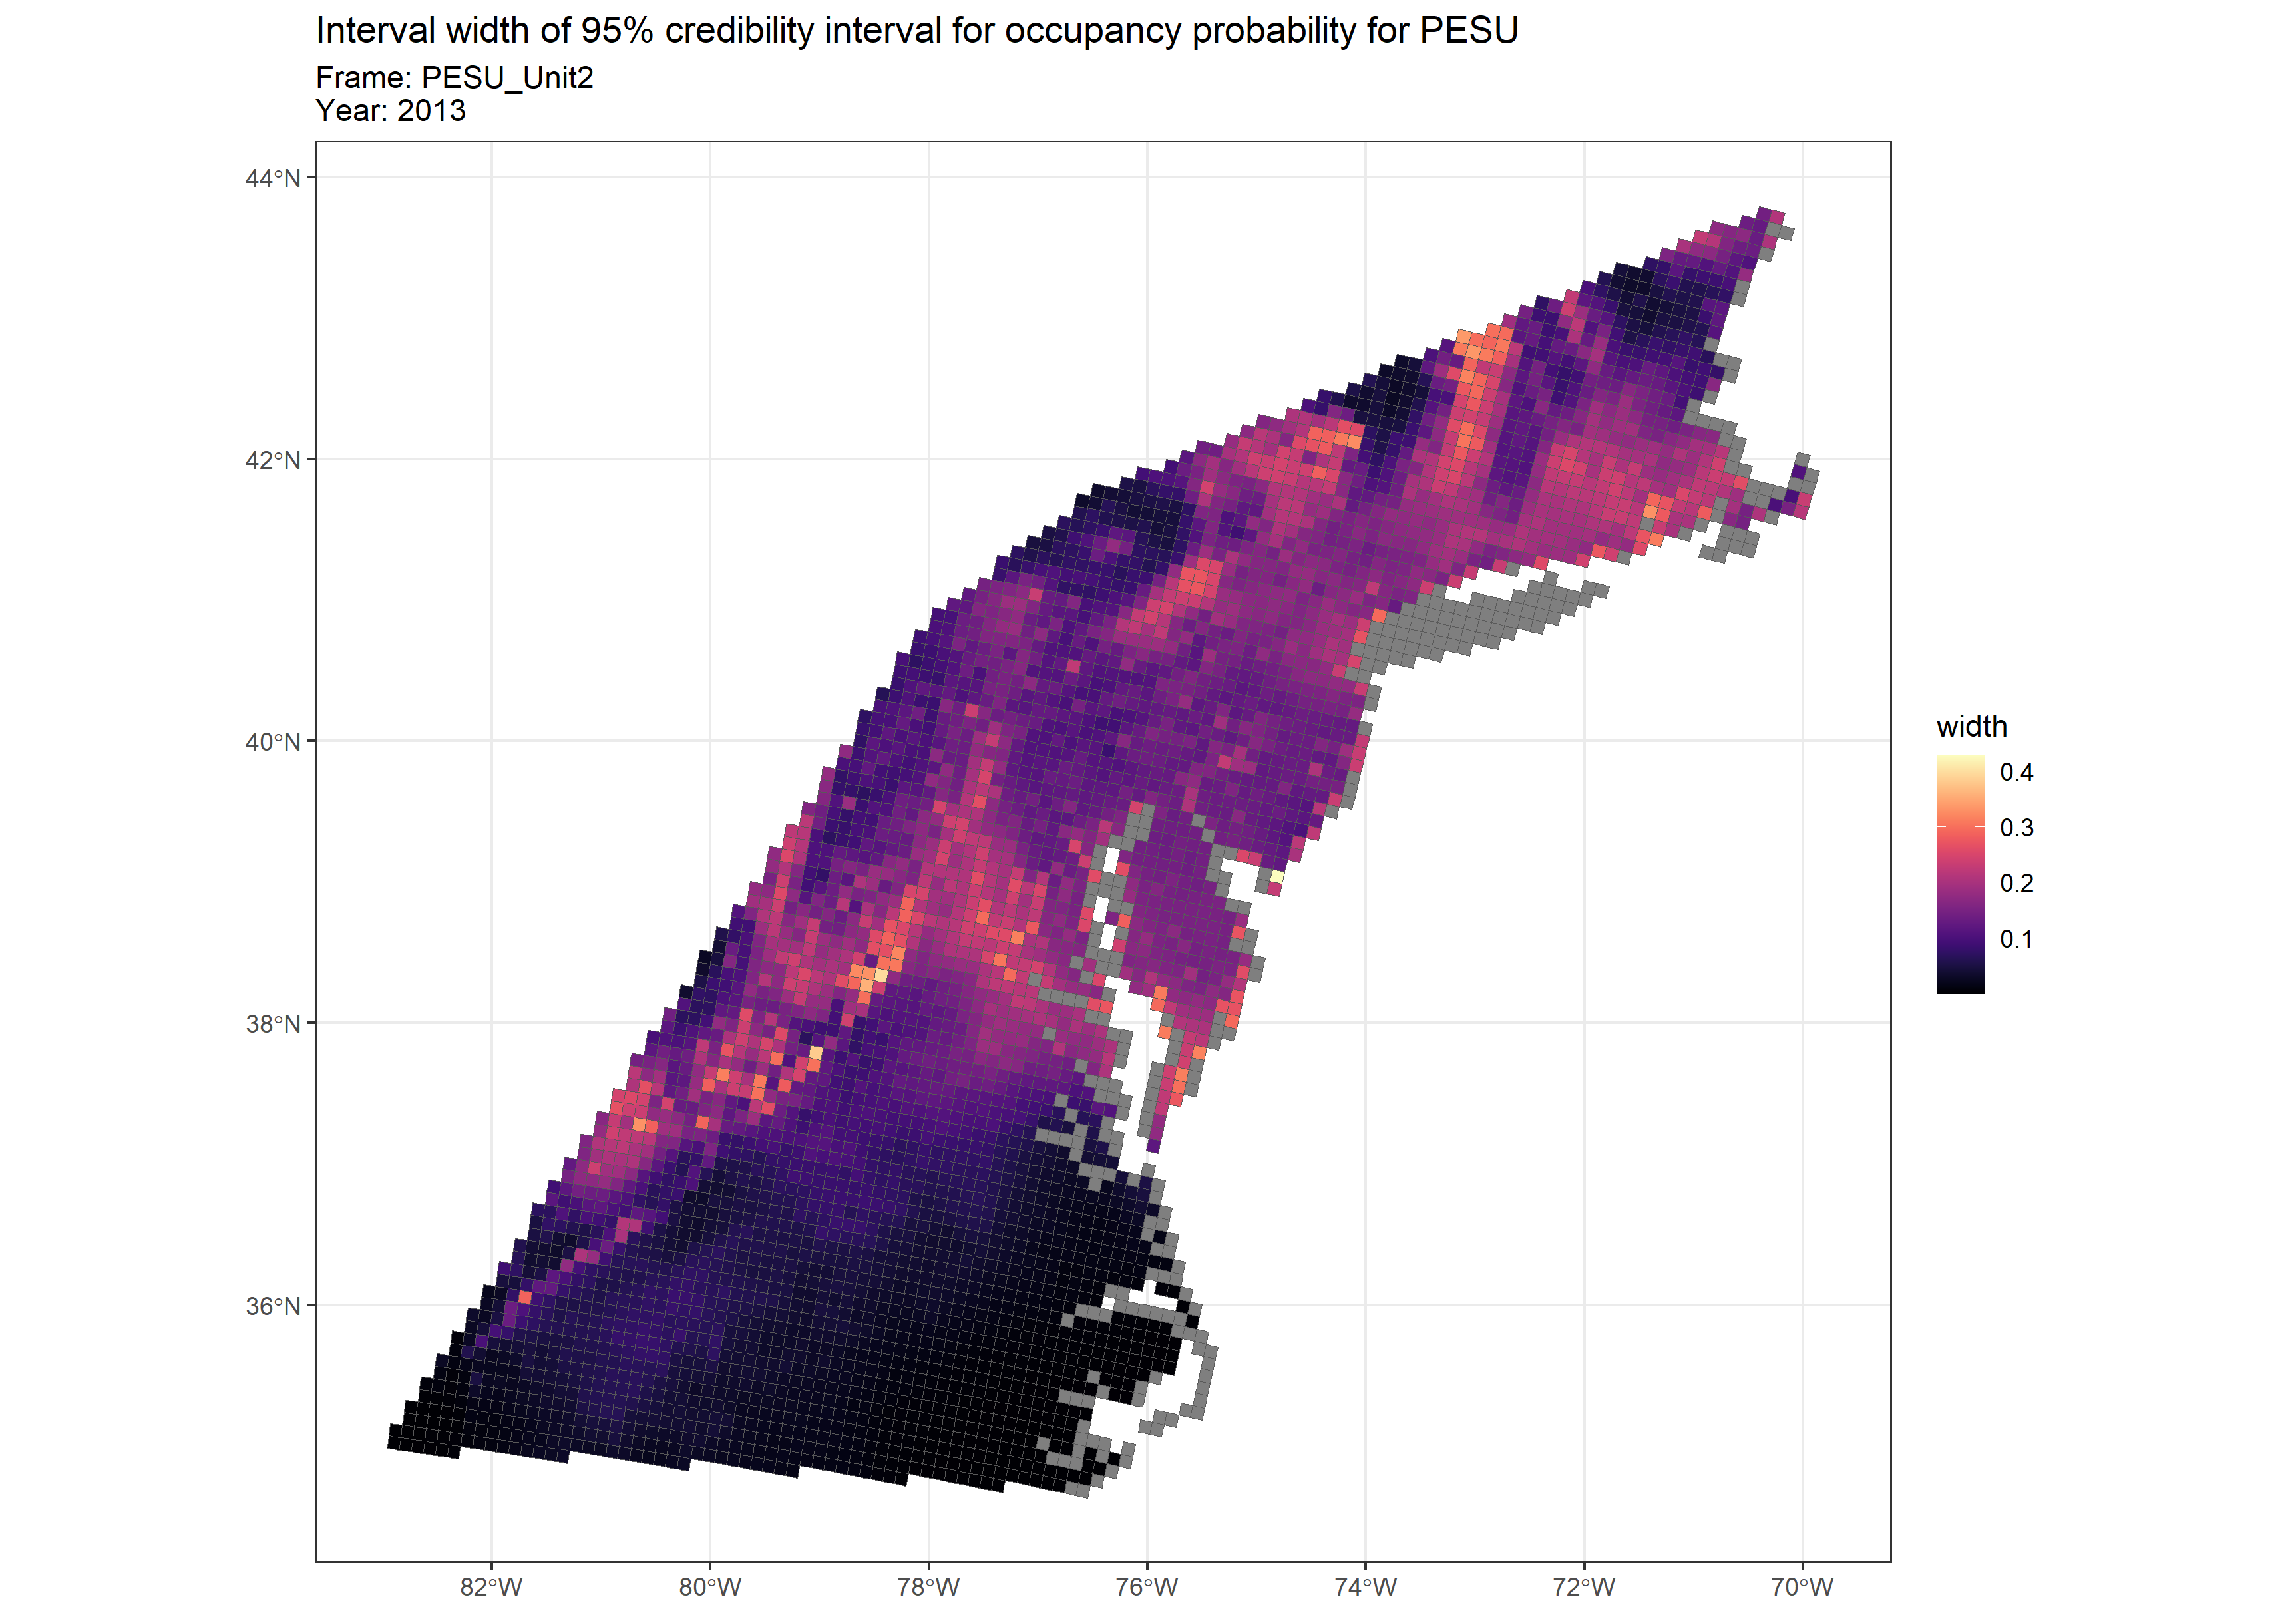 Interval width of 95% credibility interval for occupancy probability for PESU
Frame: PESU_Unit2
Year: 2013
44°N
42°N
40°N
38°N
36°N
82°W
80°W
78°W
76°W
74°W
72°W
70°W
width
0.4
0.3
0.2
0.1